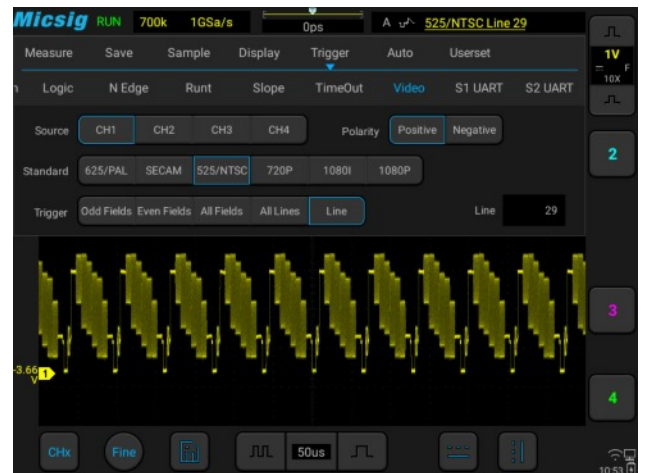 Micsig RUN 700k 1GSa/s 0ps A 525/NTSC Line 29
Measure Save Sample Display Trigger Auto Userset
Logic N Edge Runt Slope TimeOut Video S1 UART S2 UART
1V
F
10X
Source CH1 CH2 CH3 CH4 Polarity Positive Negative
2
Standard 625/PAL SECAM 525/NTSC 720P 1080I 1080P
Trigger Odd Fields Even Fields All Fields All Lines Line Line 29
3
-3.66
V
1
4
CHx Fine 50us
10:53